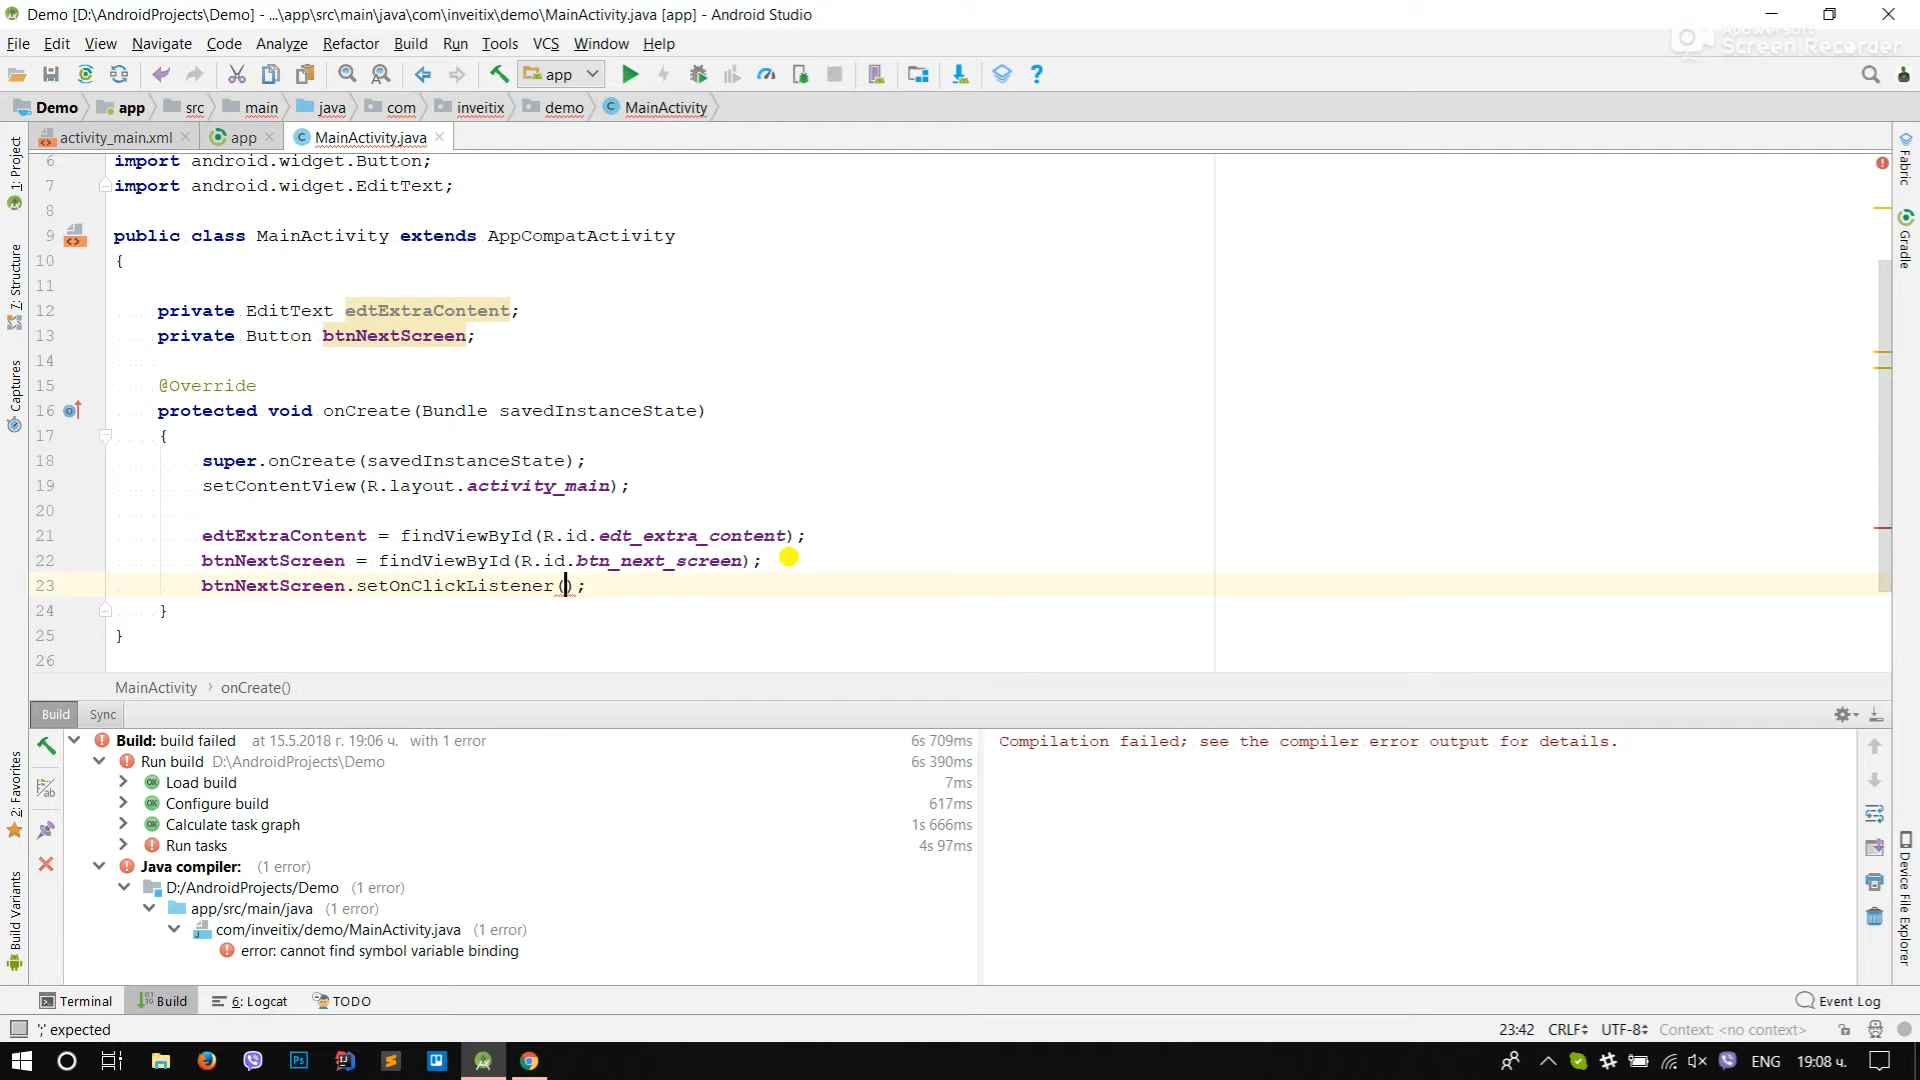 Demo [D:\AndroidProjects\Demo] - ...\app\src\main\java\com\inveitix\demo\MainActivity.java [app] - Android Studio
Apowersoft
Screen Recorder
File Edit View Navigate Code Analyze Refactor Build Run Tools VCS Window Help
app
Demo app src main java com inveitix demo MainActivity
activity_main.xml app MainActivity.java
6 import android.widget.Button;
7 import android.widget.EditText;
8
9 public class MainActivity extends AppCompatActivity
10 {
11
12 private EditText edtExtraContent;
13 private Button btnNextScreen;
14
15 @Override
16 protected void onCreate(Bundle savedInstanceState)
17 {
18 super.onCreate(savedInstanceState);
19 setContentView(R.layout.activity_main);
20
21 edtExtraContent = findViewById(R.id.edt_extra_content);
22 btnNextScreen = findViewById(R.id.btn_next_screen);
23 btnNextScreen.setOnClickListener();
24 }
25 }
26
MainActivity › onCreate()
1: Project
7: Structure
Captures
2: Favorites
Build Variants
Fabric
Gradle
Device File Explorer
Build Sync
Build: build failed at 15.5.2018 г. 19:06 ч. with 1 error 6s 709ms
Run build D:\AndroidProjects\Demo 6s 390ms
Load build 7ms
Configure build 617ms
Calculate task graph 1s 666ms
Run tasks 4s 97ms
Java compiler: (1 error)
D:/AndroidProjects/Demo (1 error)
app/src/main/java (1 error)
com/inveitix/demo/MainActivity.java (1 error)
error: cannot find symbol variable binding
Compilation failed; see the compiler error output for details.
Terminal Build 6: Logcat TODO Event Log
';' expected 23:42 CRLF UTF-8 Context: <no context>
ENG 19:08 ч.